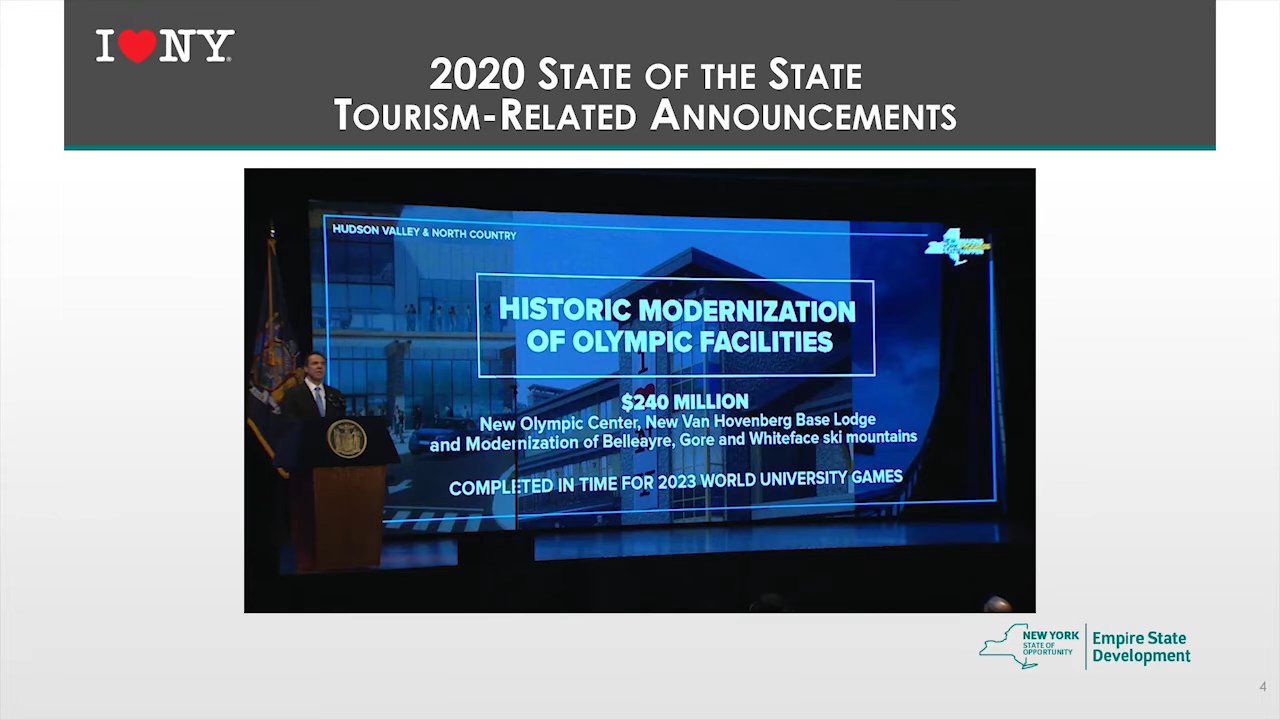 I NY
2020 STATE OF THE STATE
TOURISM-RELATED ANNOUNCEMENTS
HUDSON VALLEY & NORTH COUNTRY
HISTORIC MODERNIZATION
OF OLYMPIC FACILITIES
$240 MILLION
New Olympic Center, New Van Hovenberg Base Lodge
and Modernization of Belleayre, Gore and Whiteface ski mountains
COMPLETED IN TIME FOR 2023 WORLD UNIVERSITY GAMES
NEW YORK
STATE OF
OPPORTUNITY
Empire State
Development
4